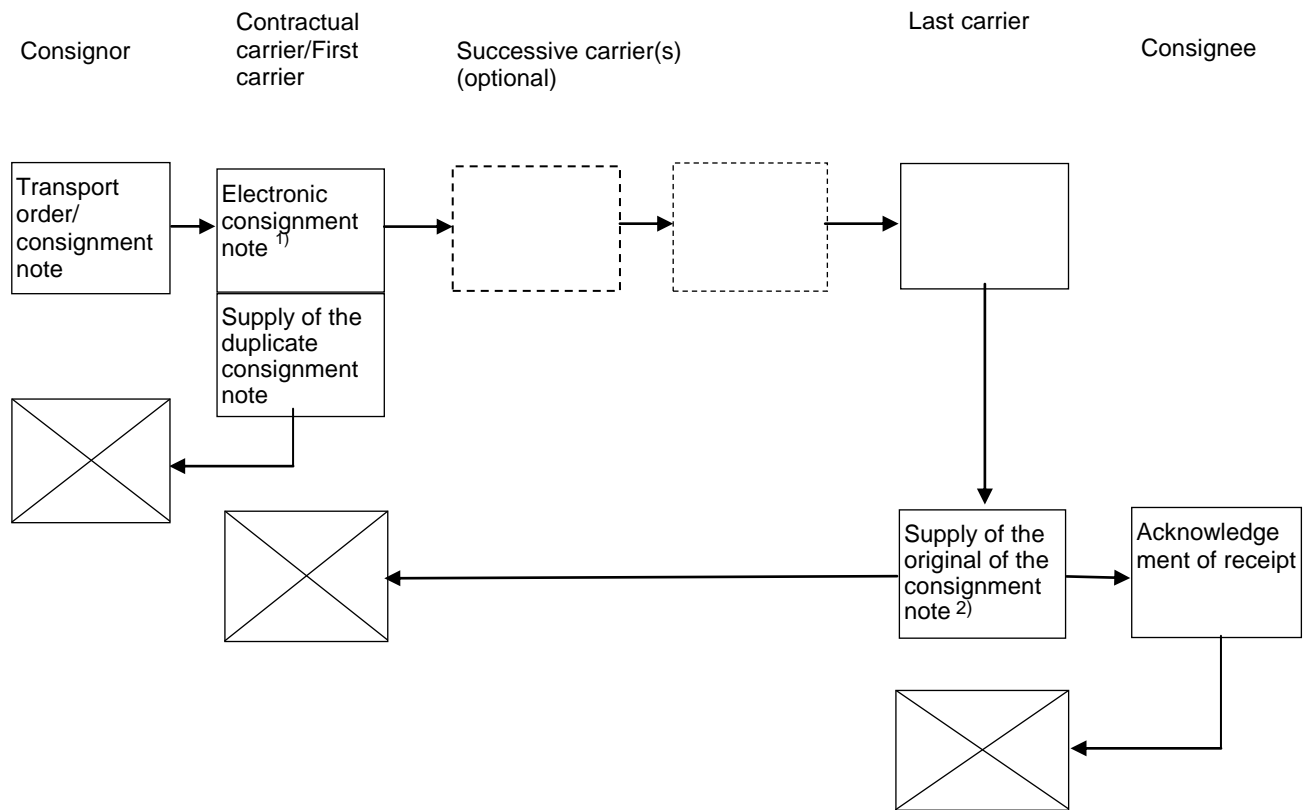 Consignor
Contractual
carrier/First
carrier
Successive carrier(s)
(optional)
Last carrier
Consignee
Transport
order/
consignment
note
Electronic
consignment
note 1)
Supply of the
duplicate
consignment
note
Supply of the
original of the
consignment
note 2)
Acknowledge
ment of receipt